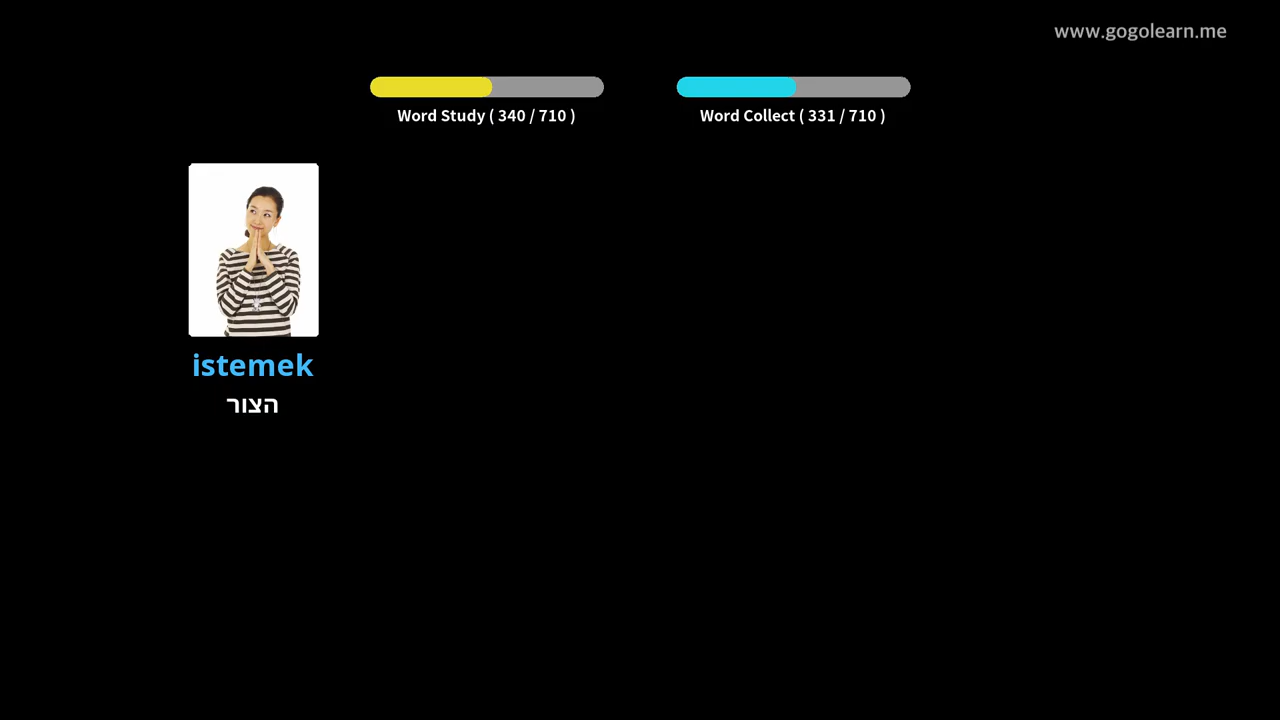 www.gogolearn.me
Word Study ( 340 / 710 )
Word Collect ( 331 / 710 )
istemek
הצור